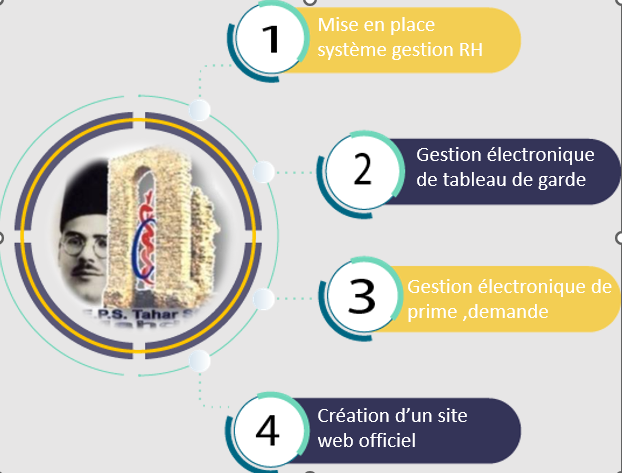 1
Mise en place
système gestion RH
2
Gestion électronique
de tableau de garde
3
Gestion électronique de
prime ,demande
.P.S. Tahar S
4
Création d'un site
web officiel